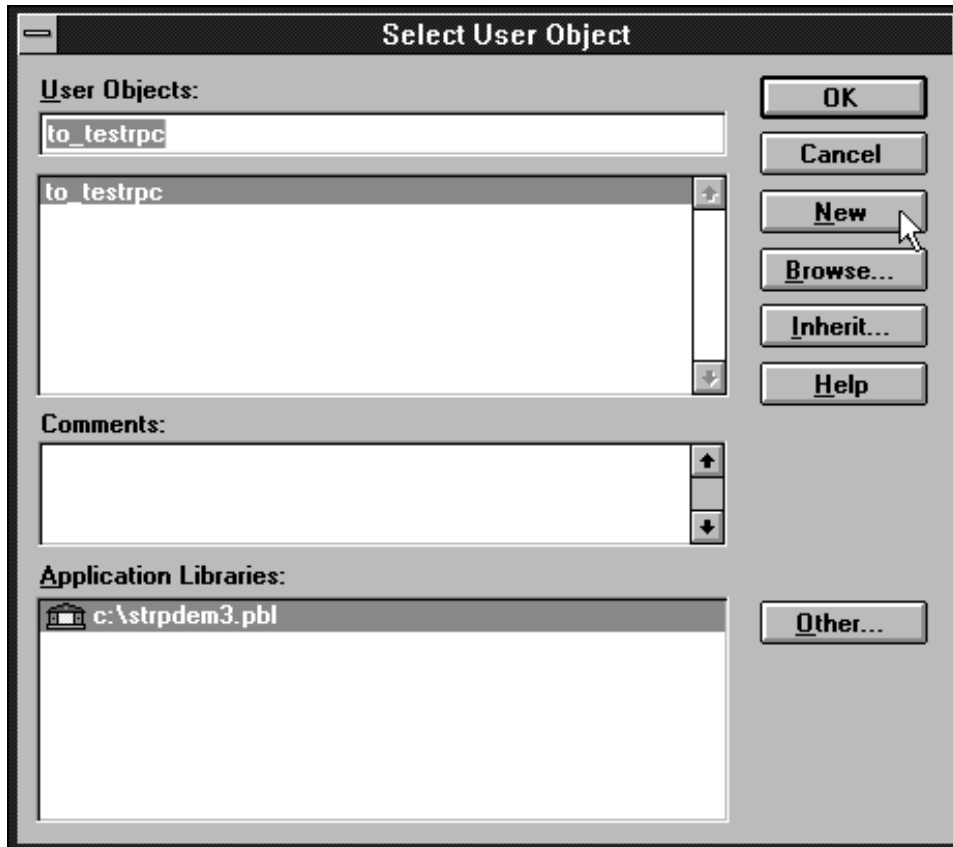 Select User Object
User Objects:
to_testrpc
to_testrpc
Comments:
Application Libraries:
c:\strpdem3.pbl
OK
Cancel
New
Browse...
Inherit...
Help
Other...